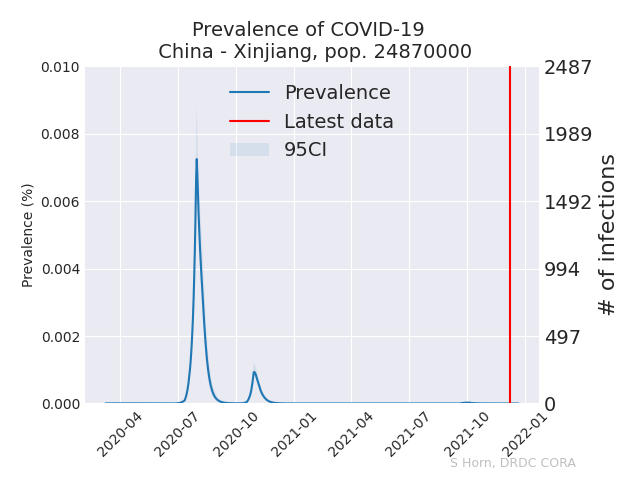 Prevalence of COVID-19
China - Xinjiang, pop. 24870000
0.010
0.008
0.006
0.004
0.002
0.000
Prevalence (%)
Prevalence
Latest data
95CI
2487
1989
1492
994
497
0
# of infections
2020-04
2020-07
2020-10
2021-01
2021-04
2021-07
2021-10
2022-01
S Horn, DRDC CORA